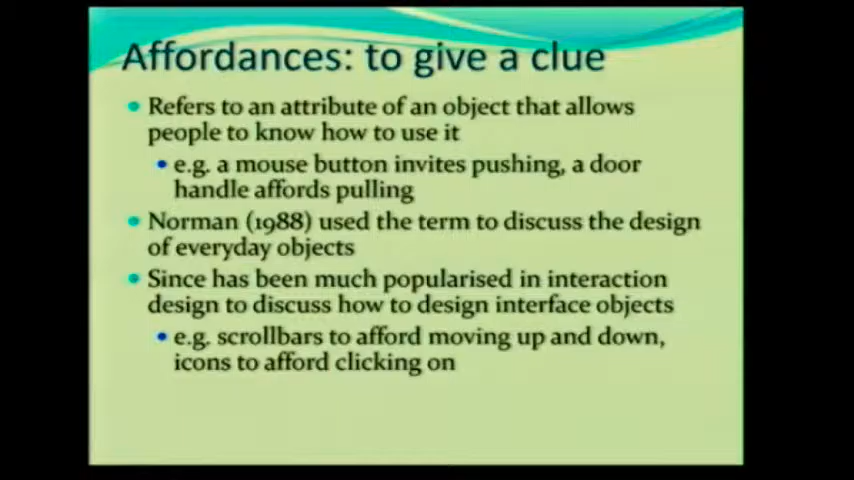 Affordances: to give a clue
Refers to an attribute of an object that allows
people to know how to use it
e.g. a mouse button invites pushing, a door
handle affords pulling
Norman (1988) used the term to discuss the design
of everyday objects
Since has been much popularised in interaction
design to discuss how to design interface objects
e.g. scrollbars to afford moving up and down,
icons to afford clicking on